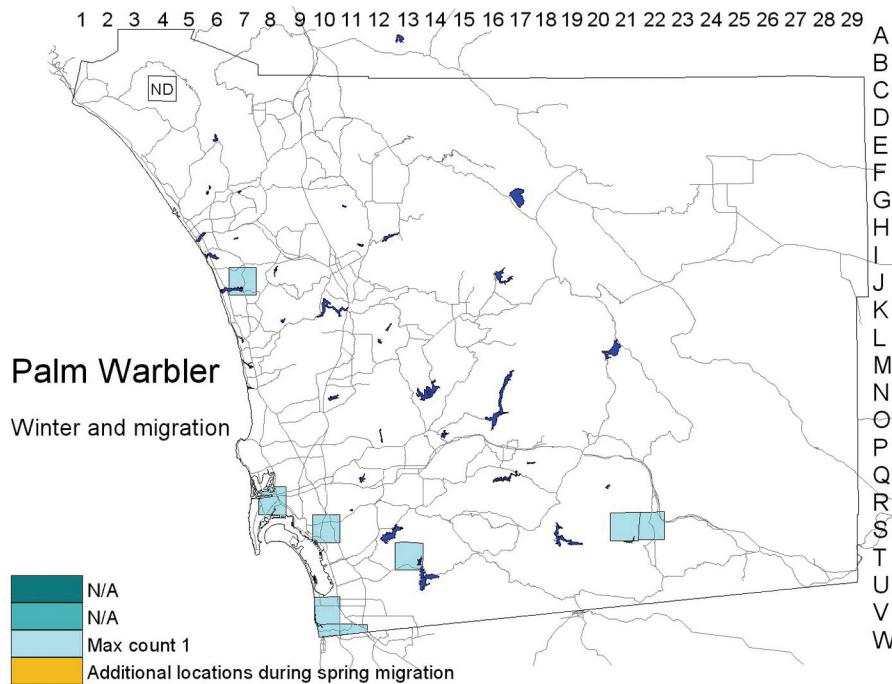 1 2 3 4 5 6 7 8 9 10 11 12 13 14 15 16 17 18 19 20 21 22 23 24 25 26 27 28 29
A
B
C
D
E
F
G
H
I
J
K
L
M
N
O
P
Q
R
S
T
U
V
W
ND
Palm Warbler
Winter and migration
N/A
N/A
Max count 1
Additional locations during spring migration